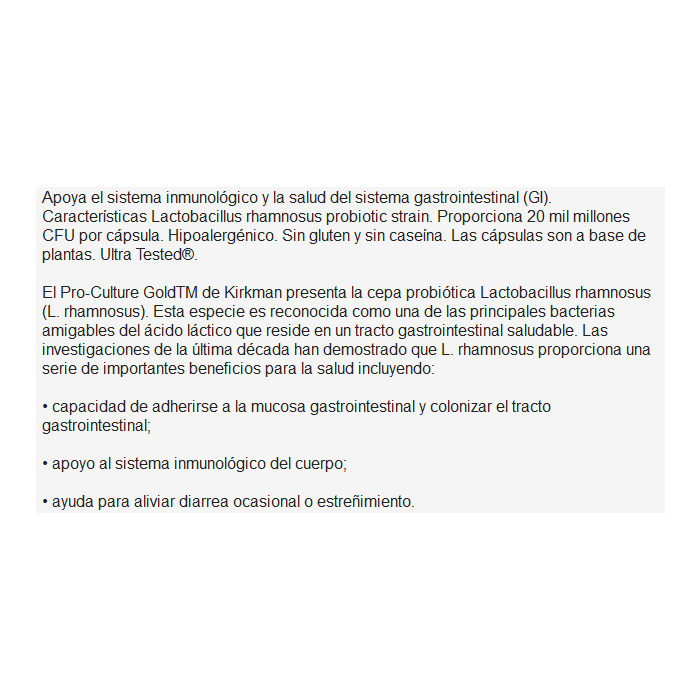 Apoya el sistema inmunológico y la salud del sistema gastrointestinal (GI).
Características Lactobacillus rhamnosus probiotic strain. Proporciona 20 mil millones
CFU por cápsula. Hipoalergénico. Sin gluten y sin caseína. Las cápsulas son a base de
plantas. Ultra Tested®.
El Pro-Culture GoldTM de Kirkman presenta la cepa probiótica Lactobacillus rhamnosus
(L. rhamnosus). Esta especie es reconocida como una de las principales bacterias
amigables del ácido láctico que reside en un tracto gastrointestinal saludable. Las
investigaciones de la última década han demostrado que L. rhamnosus proporciona una
serie de importantes beneficios para la salud incluyendo:
• capacidad de adherirse a la mucosa gastrointestinal y colonizar el tracto
gastrointestinal;
• apoyo al sistema inmunológico del cuerpo;
• ayuda para aliviar diarrea ocasional o estreñimiento.